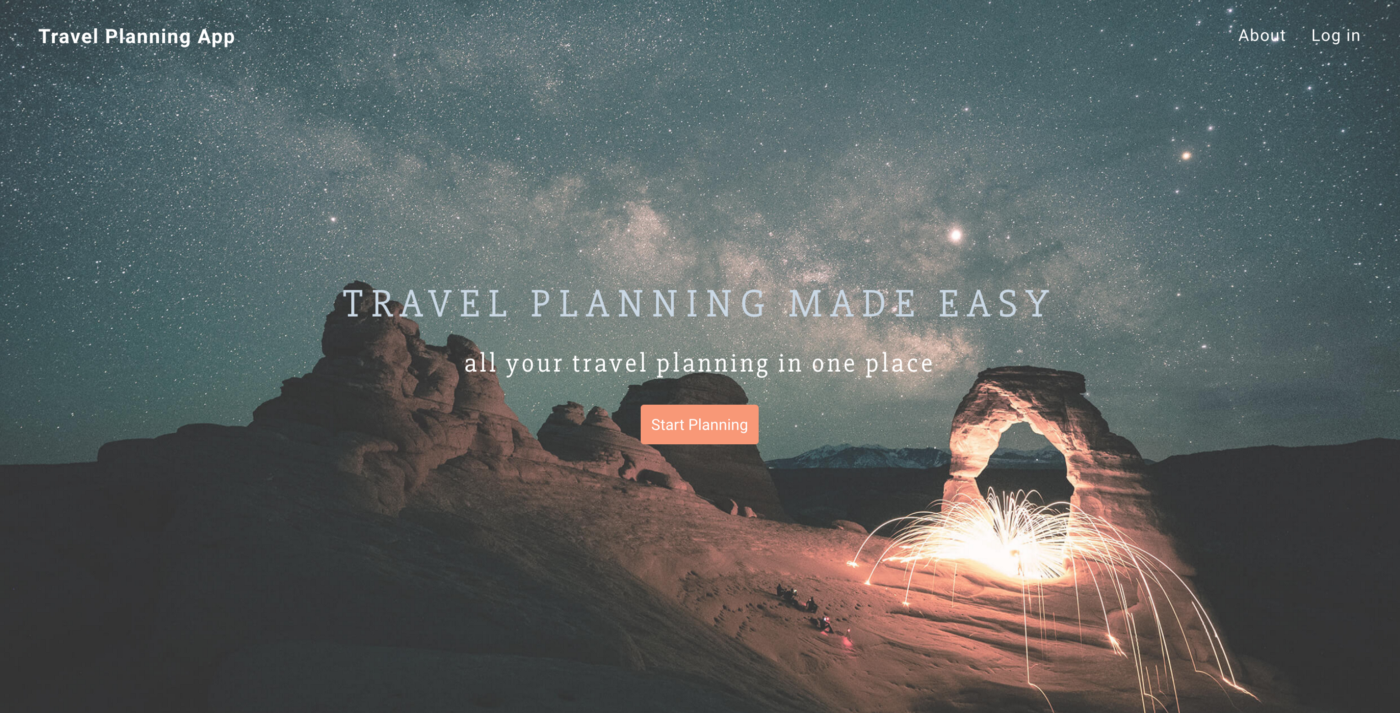 Travel Planning App
About
Log in
TRAVEL PLANNING MADE EASY
all your travel planning in one place
Start Planning